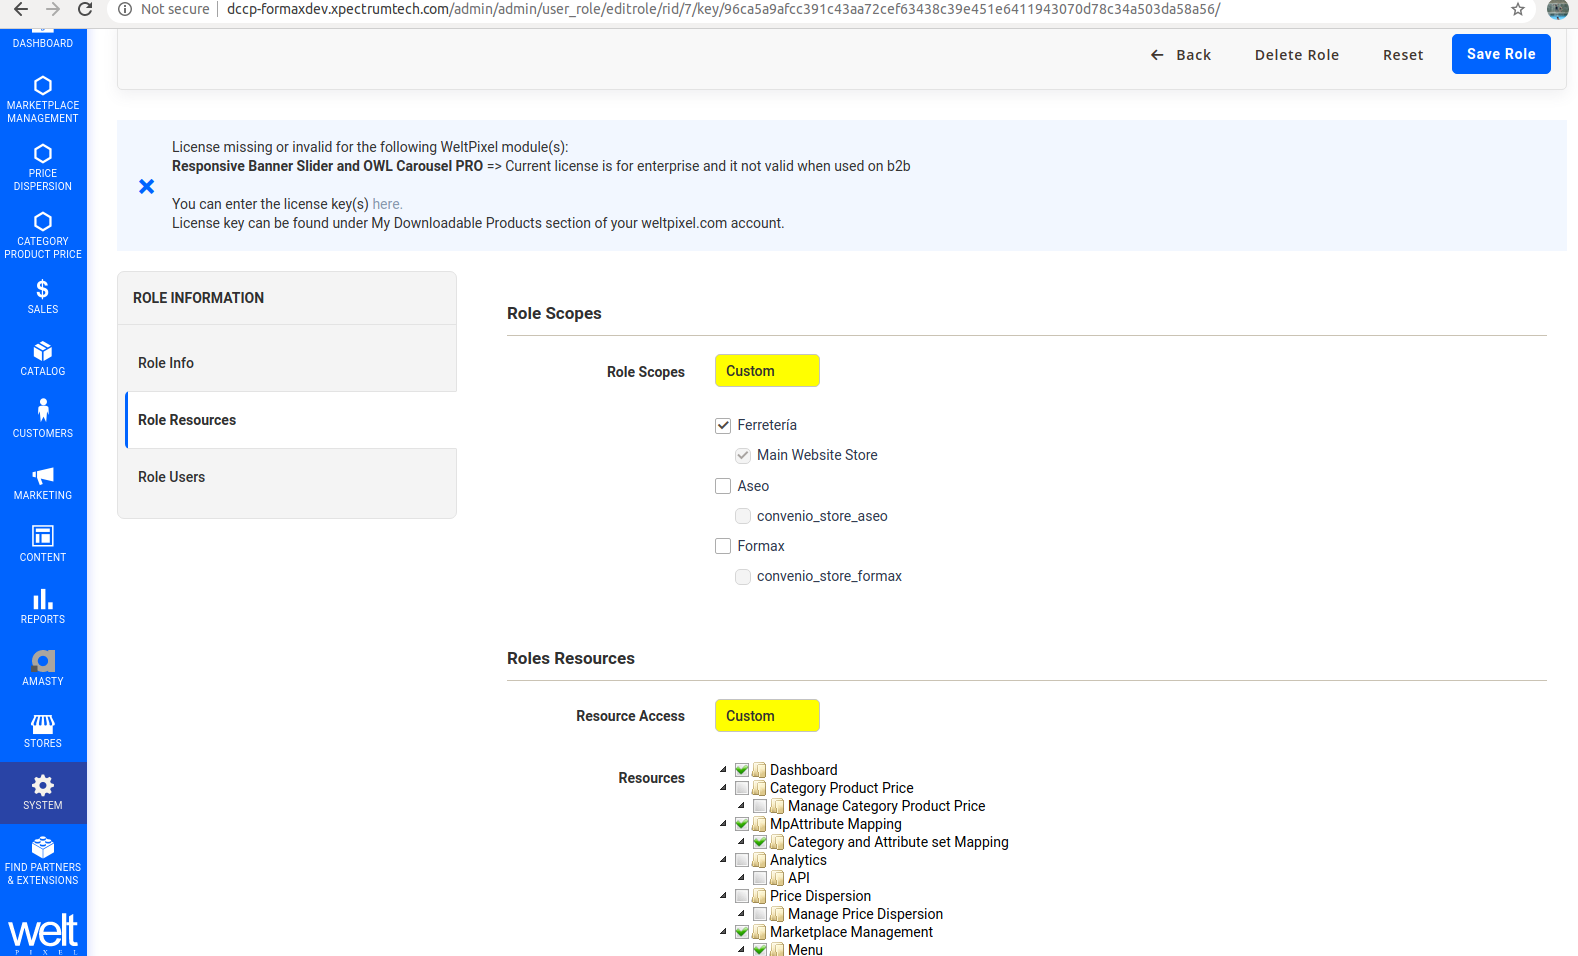 Not secure | dccp-formaxdev.xpectrumtech.com/admin/admin/user_role/editrole/rid/7/key/96ca5a9afcc391c43aa72cef63438c39e451e6411943070d78c34a503da58a56/
DASHBOARD
MARKETPLACE
MANAGEMENT
PRICE
DISPERSION
CATEGORY
PRODUCT PRICE
SALES
CATALOG
CUSTOMERS
MARKETING
CONTENT
REPORTS
AMASTY
STORES
SYSTEM
FIND PARTNERS
& EXTENSIONS
welt
PIXEL
Back Delete Role Reset Save Role
License missing or invalid for the following WeltPixel module(s):
Responsive Banner Slider and OWL Carousel PRO => Current license is for enterprise and it not valid when used on b2b
You can enter the license key(s) here.
License key can be found under My Downloadable Products section of your weltpixel.com account.
ROLE INFORMATION
Role Info
Role Resources
Role Users
Role Scopes
Role Scopes Custom
Ferretería
Main Website Store
Aseo
convenio_store_aseo
Formax
convenio_store_formax
Roles Resources
Resource Access Custom
Resources
Dashboard
Category Product Price
Manage Category Product Price
MpAttribute Mapping
Category and Attribute set Mapping
Analytics
API
Price Dispersion
Manage Price Dispersion
Marketplace Management
Menu